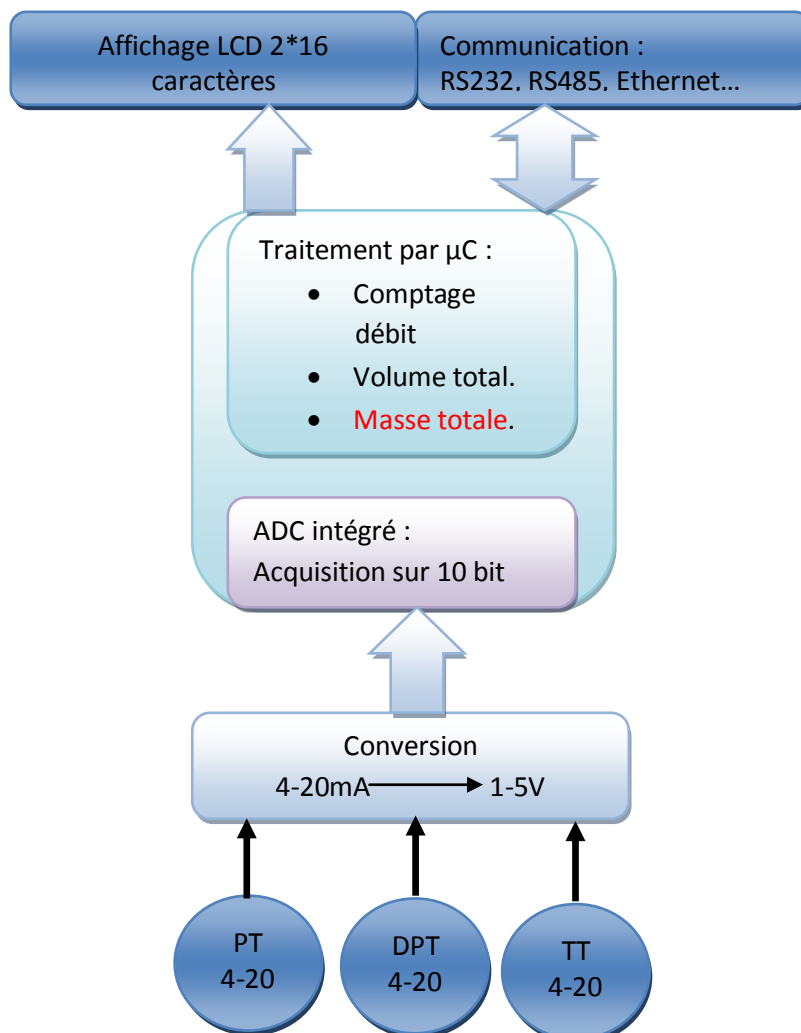 Affichage LCD 2*16
caractères
Communication :
RS232, RS485, Ethernet...
Traitement par µC :
• Comptage
débit
• Volume total.
• Masse totale.
ADC intégré :
Acquisition sur 10 bit
Conversion
4-20mA 1-5V
PT
4-20
DPT
4-20
TT
4-20